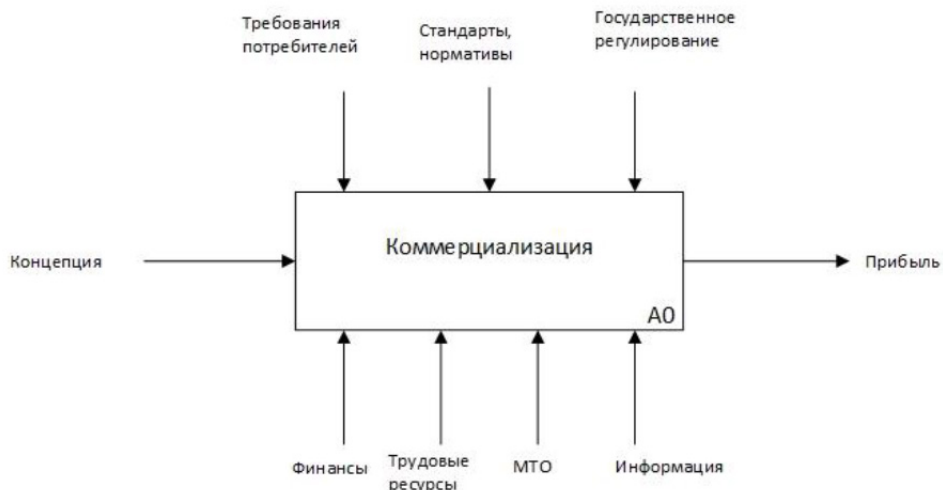 Требования
потребителей
Стандарты,
нормативы
Государственное
регулирование
Концепция
Коммерциализация
Прибыль
А0
Финансы
Трудовые
ресурсы
МТО
Информация